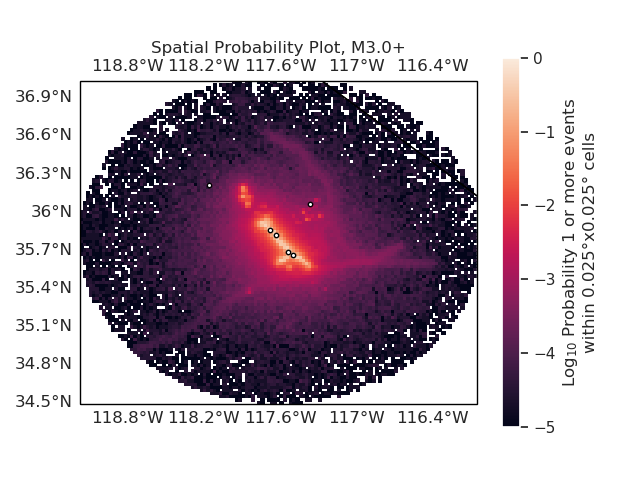 Spatial Probability Plot, M3.0+
118.8°W 118.2°W 117.6°W 117°W 116.4°W
36.9°N
36.6°N
36.3°N
36°N
35.7°N
35.4°N
35.1°N
34.8°N
34.5°N
118.8°W 118.2°W 117.6°W 117°W 116.4°W
0
−1
−2
−3
−4
−5
Log₁₀ Probability 1 or more events
within 0.025°x0.025° cells